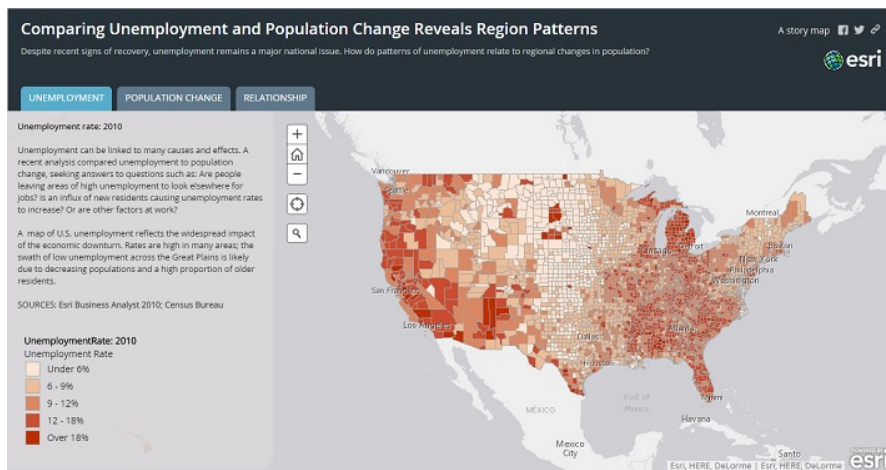 Comparing Unemployment and Population Change Reveals Region Patterns
A story map
Despite recent signs of recovery, unemployment remains a major national issue. How do patterns of unemployment relate to regional changes in population?
esri
UNEMPLOYMENT
POPULATION CHANGE
RELATIONSHIP
Unemployment rate: 2010
Unemployment can be linked to many causes and effects. A
recent analysis compared unemployment to population
change, seeking answers to questions such as: Are people
leaving areas of high unemployment to look elsewhere for
jobs? Is an influx of new residents causing unemployment rates
to increase? Or are other factors at work?
A map of U.S. unemployment reflects the widespread impact
of the economic downturn. Rates are high in many areas; the
swath of low unemployment across the Great Plains is likely
due to decreasing populations and a high proportion of older
residents.
SOURCES: Esri Business Analyst 2010; Census Bureau
UnemploymentRate: 2010
Unemployment Rate
Under 6%
6 - 9%
9 - 12%
12 - 18%
Over 18%
+
−
Vancouver
Seattle
San Francisco
Los Angeles
Montreal
Boston
Detroit
Chicago
New York
Philadelphia
Washington
Atlanta
Dallas
Houston
Miami
Gulf of
Mexico
MÉXICO
Havana
Mexico
City
Santo
Esri, HERE, DeLorme | Esri, HERE, DeLorme
POWERED BY
esri